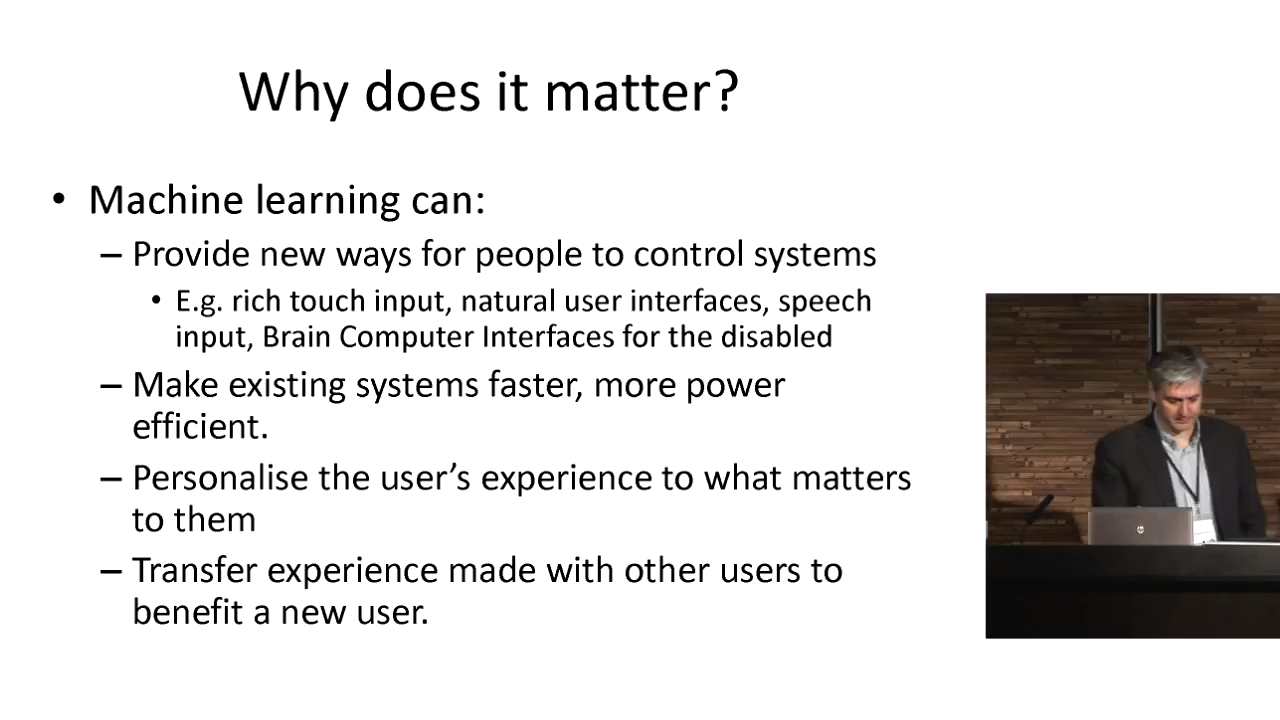 Why does it matter?
• Machine learning can:
– Provide new ways for people to control systems
• E.g. rich touch input, natural user interfaces, speech
input, Brain Computer Interfaces for the disabled
– Make existing systems faster, more power
efficient.
– Personalise the user’s experience to what matters
to them
– Transfer experience made with other users to
benefit a new user.
hp